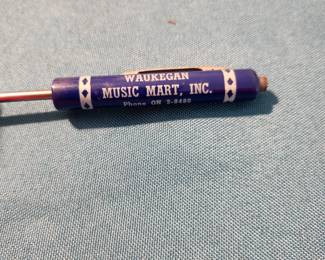 WAUKEGAN
MUSIC MART, INC.
Phone ON 2-8480